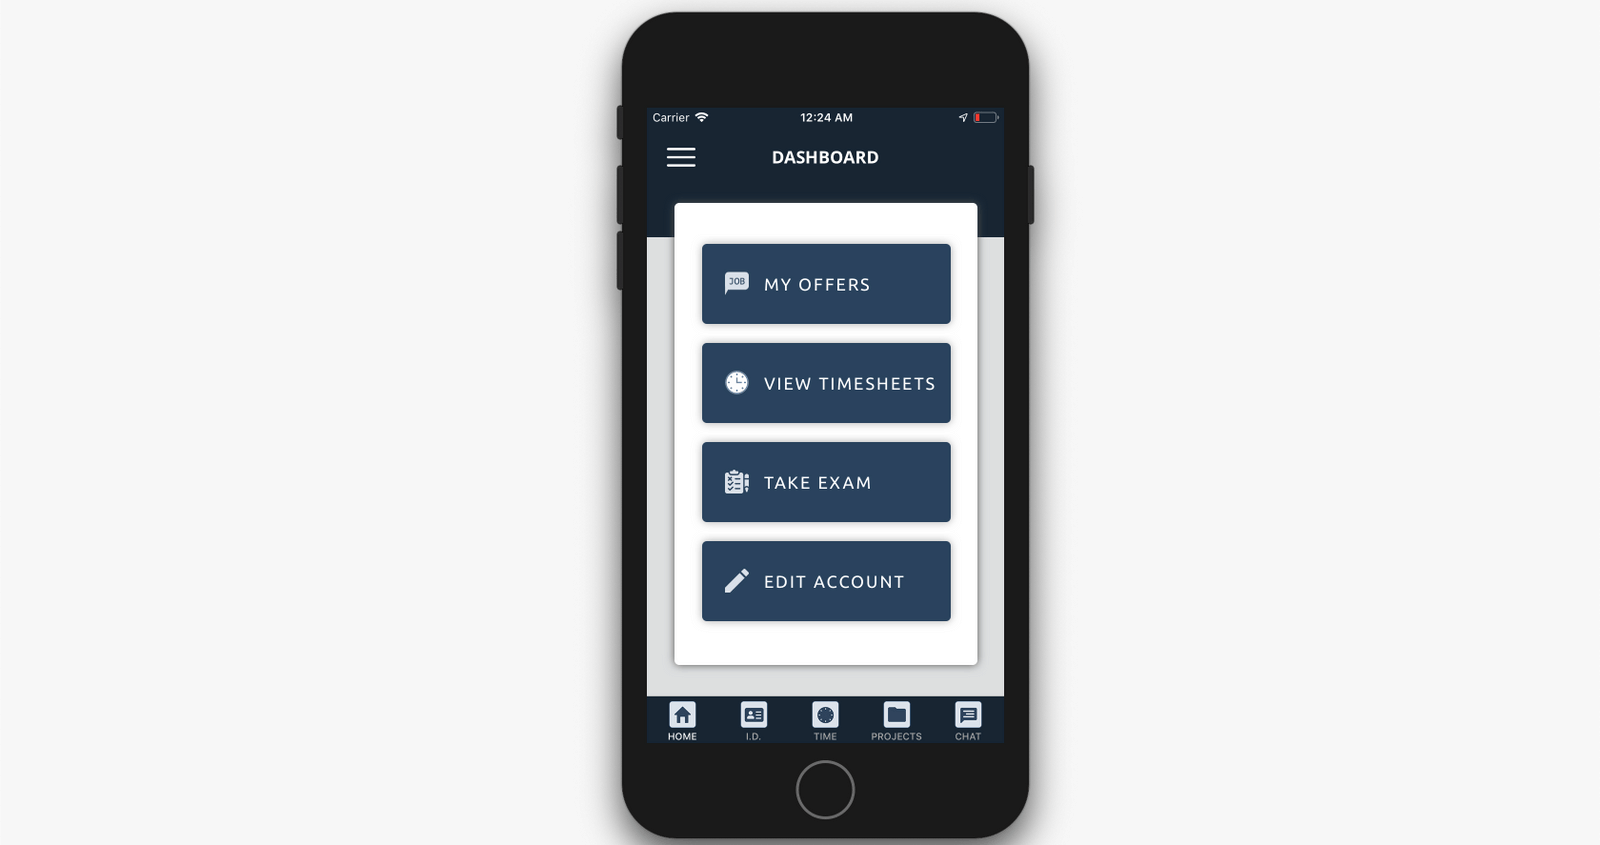 Carrier 12:24 AM
DASHBOARD
JOB MY OFFERS
VIEW TIMESHEETS
TAKE EXAM
EDIT ACCOUNT
HOME I.D. TIME PROJECTS CHAT